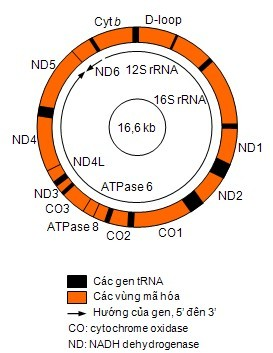 Cytb D-loop
ND5
ND6 12S rRNA
16S rRNA
16,6 kb
ND4
ND1
ND4L
ND3
ND2
ATPase 6
CO3
ATPase 8
CO2
CO1
Các gen tRNA
Các vùng mã hóa
Hướng của gen, 5' đên 3'
CO: cytochrome oxidase
ND: NADH dehydrogenase